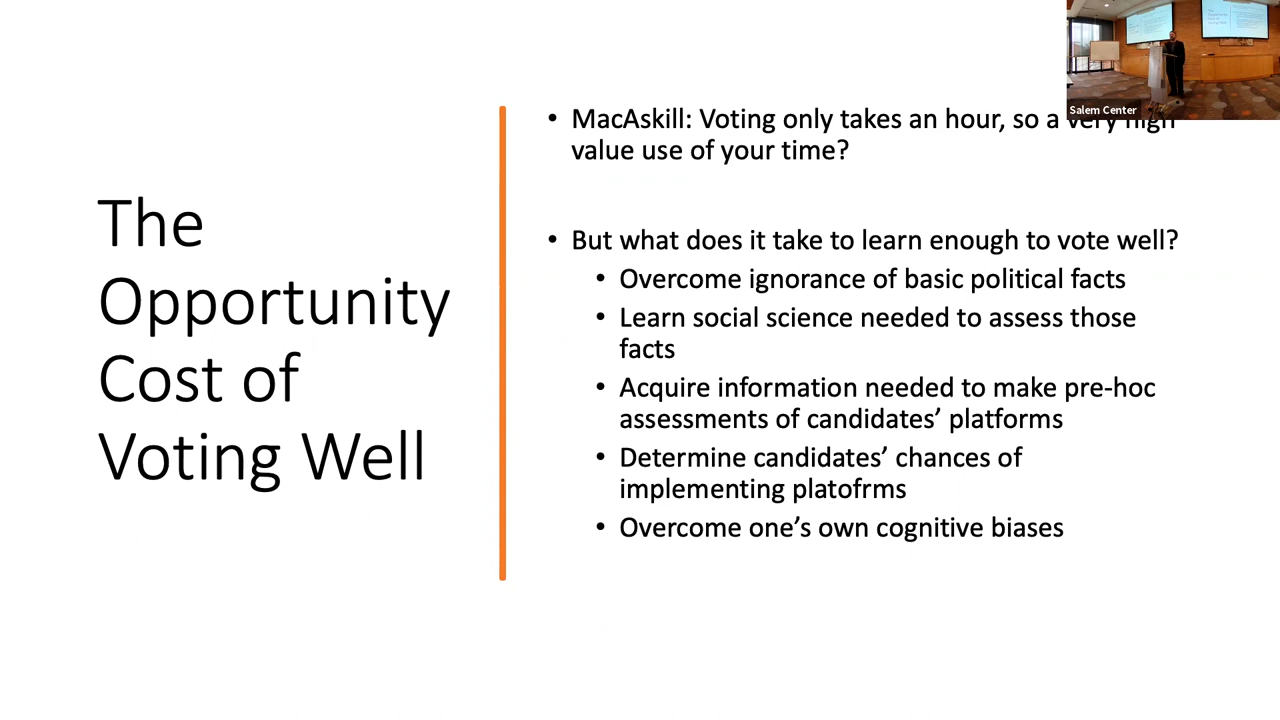 The
Opportunity
Cost of
Voting Well
• MacAskill: Voting only takes an hour, so a very high
value use of your time?
• But what does it take to learn enough to vote well?
• Overcome ignorance of basic political facts
• Learn social science needed to assess those
facts
• Acquire information needed to make pre-hoc
assessments of candidates’ platforms
• Determine candidates’ chances of
implementing platofrms
• Overcome one’s own cognitive biases
Salem Center